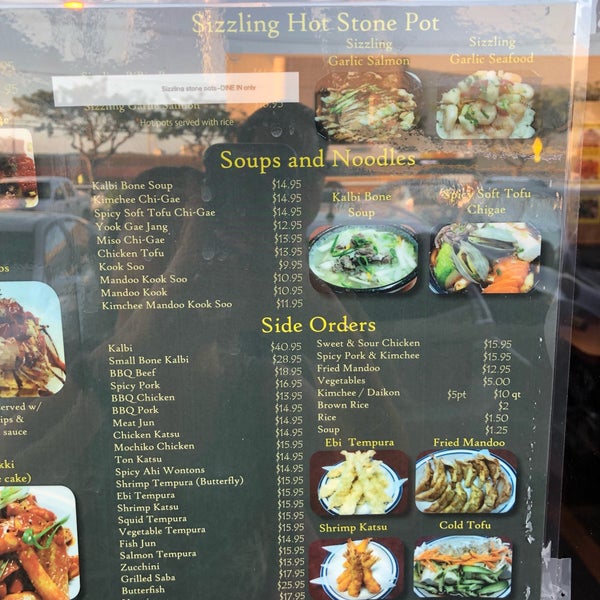 Sizzling Hot Stone Pot
Sizzling
Garlic Salmon
Sizzling
Garlic Seafood
Sizzling stone pots -DINE IN only
Sizzling Garlic Salmon
Hot pots served with rice
Soups and Noodles
Kalbi Bone Soup $14.95
Kimchee Chi-Gae $14.95
Spicy Soft Tofu Chi-Gae $14.95
Yook Gae Jang $12.95
Miso Chi-Gae $13.95
Chicken Tofu $13.95
Kook Soo $9.95
Mandoo Kook Soo $10.95
Mandoo Kook $10.95
Kimchee Mandoo Kook Soo $11.95
Kalbi Bone
Soup
Spicy Soft Tofu
Chigae
Side Orders
Kalbi $40.95
Small Bone Kalbi $28.95
BBQ Beef $18.95
Spicy Pork $16.95
BBQ Chicken $13.95
BBQ Pork $14.95
Meat Jun $14.95
Chicken Katsu $14.95
Mochiko Chicken $14.95
Ton Katsu $14.95
Spicy Ahi Wontons $14.95
Shrimp Tempura (Butterfly) $15.95
Ebi Tempura $15.95
Shrimp Katsu $15.95
Squid Tempura $15.95
Vegetable Tempura $15.95
Fish Jun $14.95
Salmon Tempura $15.95
Zucchini $13.95
Grilled Saba $17.95
Butterfish $25.95
$17.95
Sweet & Sour Chicken $15.95
Spicy Pork & Kimchee $15.95
Fried Mandoo $12.95
Vegetables $5.00
Kimchee / Daikon $5pt $10 qt
Brown Rice $2
Rice $1.50
Soup $1.25
Ebi Tempura
Fried Mandoo
Shrimp Katsu
Cold Tofu
served w/
sauce
cake)